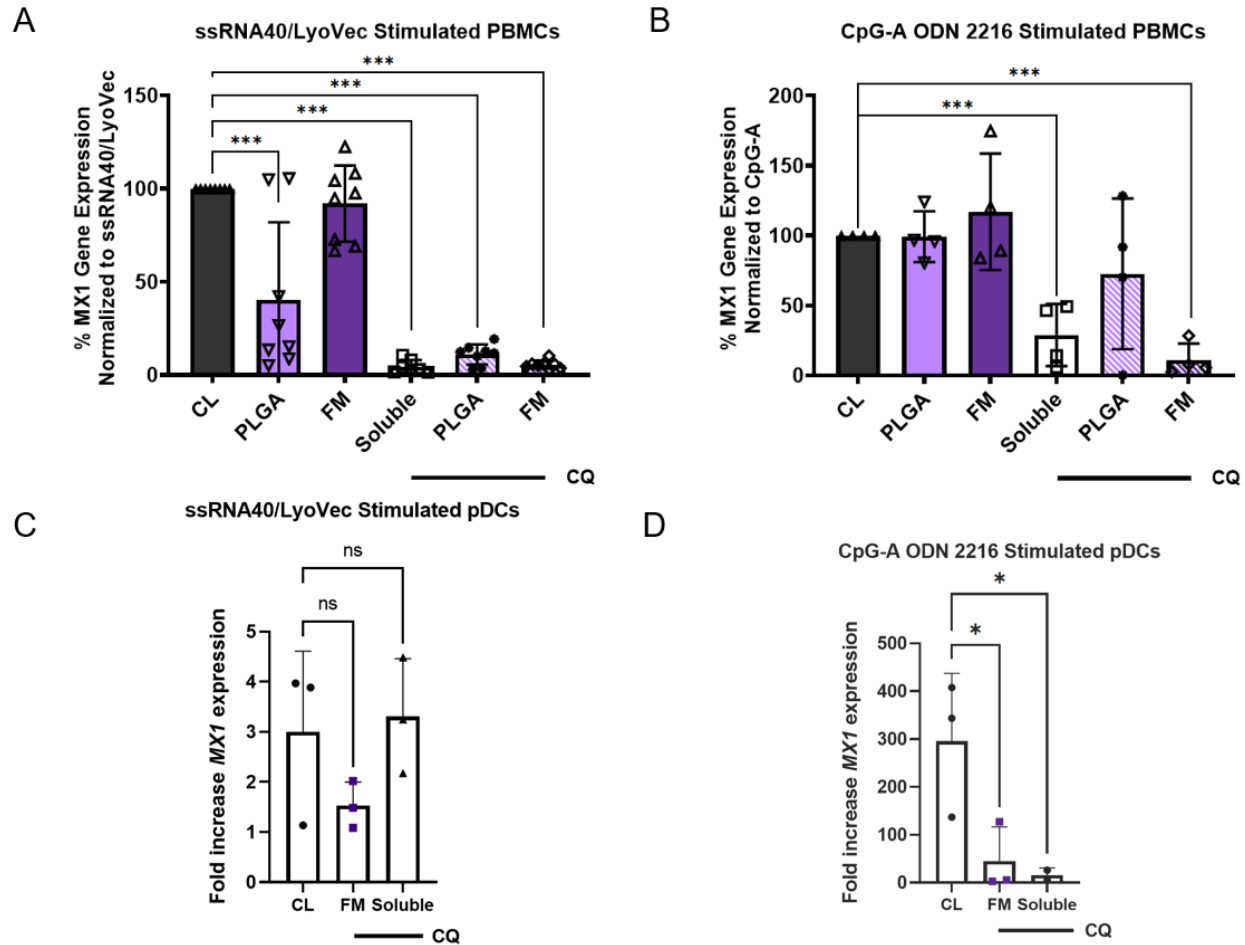 A
ssRNA40/LyoVec Stimulated PBMCs
% MX1 Gene Expression
Normalized to ssRNA40/LyoVec
150
100
50
0
***
***
***
***
CL
PLGA
FM
Soluble
PLGA
FM
CQ
B
CpG-A ODN 2216 Stimulated PBMCs
% MX1 Gene Expression
Normalized to CpG-A
200
150
100
50
0
***
***
CL
PLGA
FM
Soluble
PLGA
FM
CQ
C
ssRNA40/LyoVec Stimulated pDCs
Fold increase MX1 expression
5
4
3
2
1
0
ns
ns
CL
FM
Soluble
CQ
D
CpG-A ODN 2216 Stimulated pDCs
Fold increase MX1 expression
500
400
300
200
100
0
*
*
CL
FM
Soluble
CQ